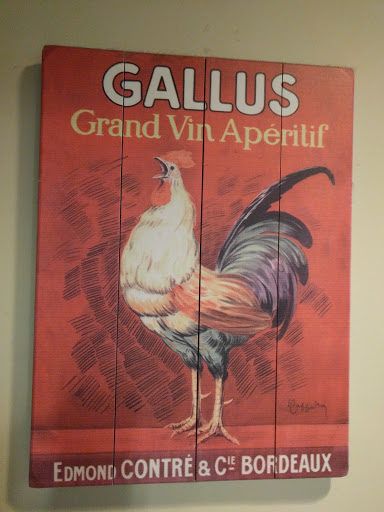 GALLUS
Grand Vin Apéritif
EDMOND CONTRÉ & CIE BORDEAUX